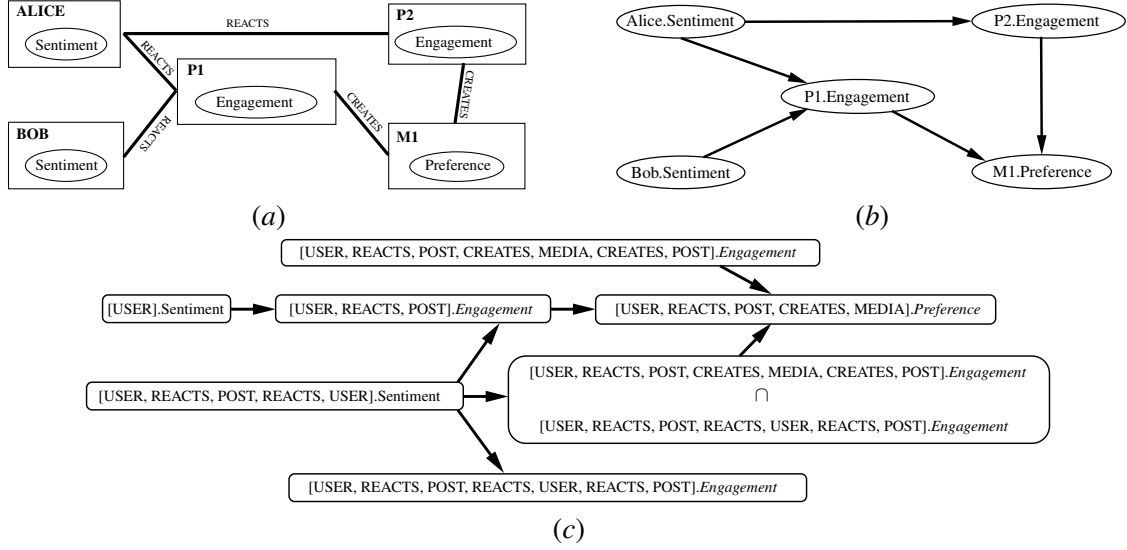 ALICE
Sentiment
REACTS
P2
Engagement
REACTS
P1
Engagement
CREATES
CREATES
BOB
Sentiment
REACTS
M1
Preference
(a)
Alice.Sentiment
P2.Engagement
P1.Engagement
Bob.Sentiment
M1.Preference
(b)
[USER, REACTS, POST, CREATES, MEDIA, CREATES, POST].Engagement
[USER].Sentiment
[USER, REACTS, POST].Engagement
[USER, REACTS, POST, CREATES, MEDIA].Preference
[USER, REACTS, POST, REACTS, USER].Sentiment
[USER, REACTS, POST, CREATES, MEDIA, CREATES, POST].Engagement
∩
[USER, REACTS, POST, REACTS, USER, REACTS, POST].Engagement
[USER, REACTS, POST, REACTS, USER, REACTS, POST].Engagement
(c)